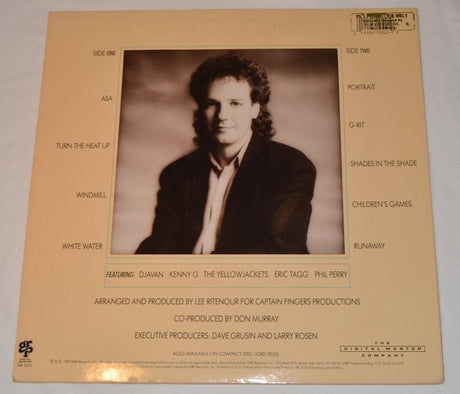 SIDE ONE
ASA
TURN THE HEAT UP
WINDMILL
WHITE WATER
SIDE TWO
PORTRAIT
G-RIT
SHADES IN THE SHADE
CHILDREN'S GAMES
RUNAWAY
FEATURING: DJAVAN KENNY G THE YELLOWJACKETS ERIC TAGG PHIL PERRY
ARRANGED AND PRODUCED BY LEE RITENOUR FOR CAPTAIN FINGERS PRODUCTIONS
CO-PRODUCED BY DON MURRAY
EXECUTIVE PRODUCERS: DAVE GRUSIN AND LARRY ROSEN
ALSO AVAILABLE ON COMPACT DISC (GRD-9553)
GRP
THE
DIGITAL MASTER
COMPANY